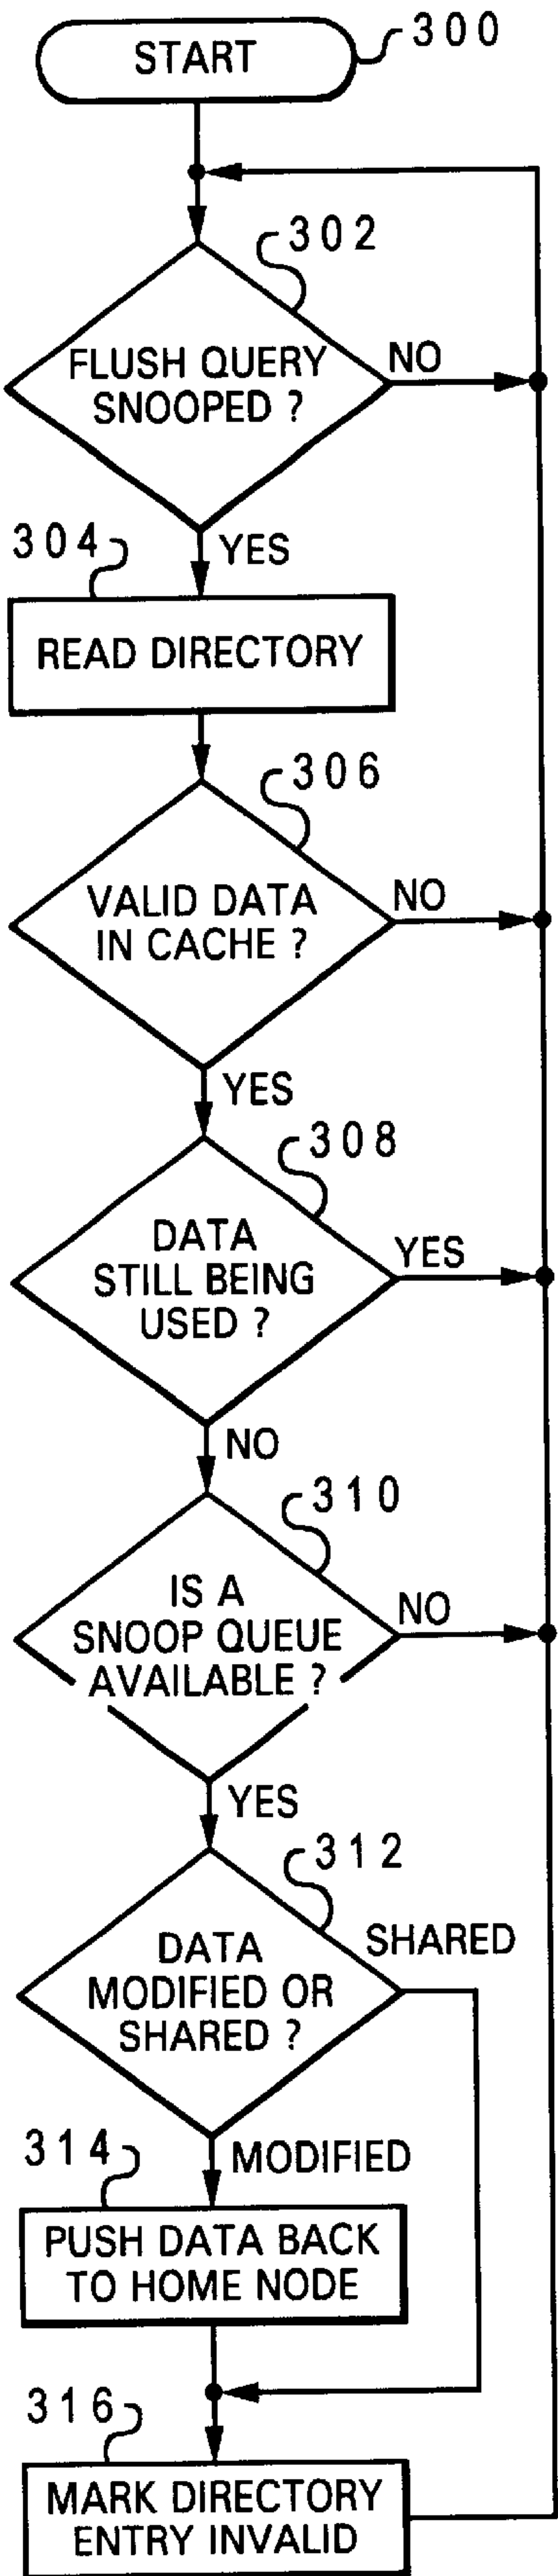 START
300
302
FLUSH QUERY
SNOOPED ?
NO
YES
304
READ DIRECTORY
306
VALID DATA
IN CACHE ?
NO
YES
308
DATA
STILL BEING
USED ?
YES
NO
310
IS A
SNOOP QUEUE
AVAILABLE ?
NO
YES
312
DATA
MODIFIED OR
SHARED ?
SHARED
MODIFIED
314
PUSH DATA BACK
TO HOME NODE
316
MARK DIRECTORY
ENTRY INVALID